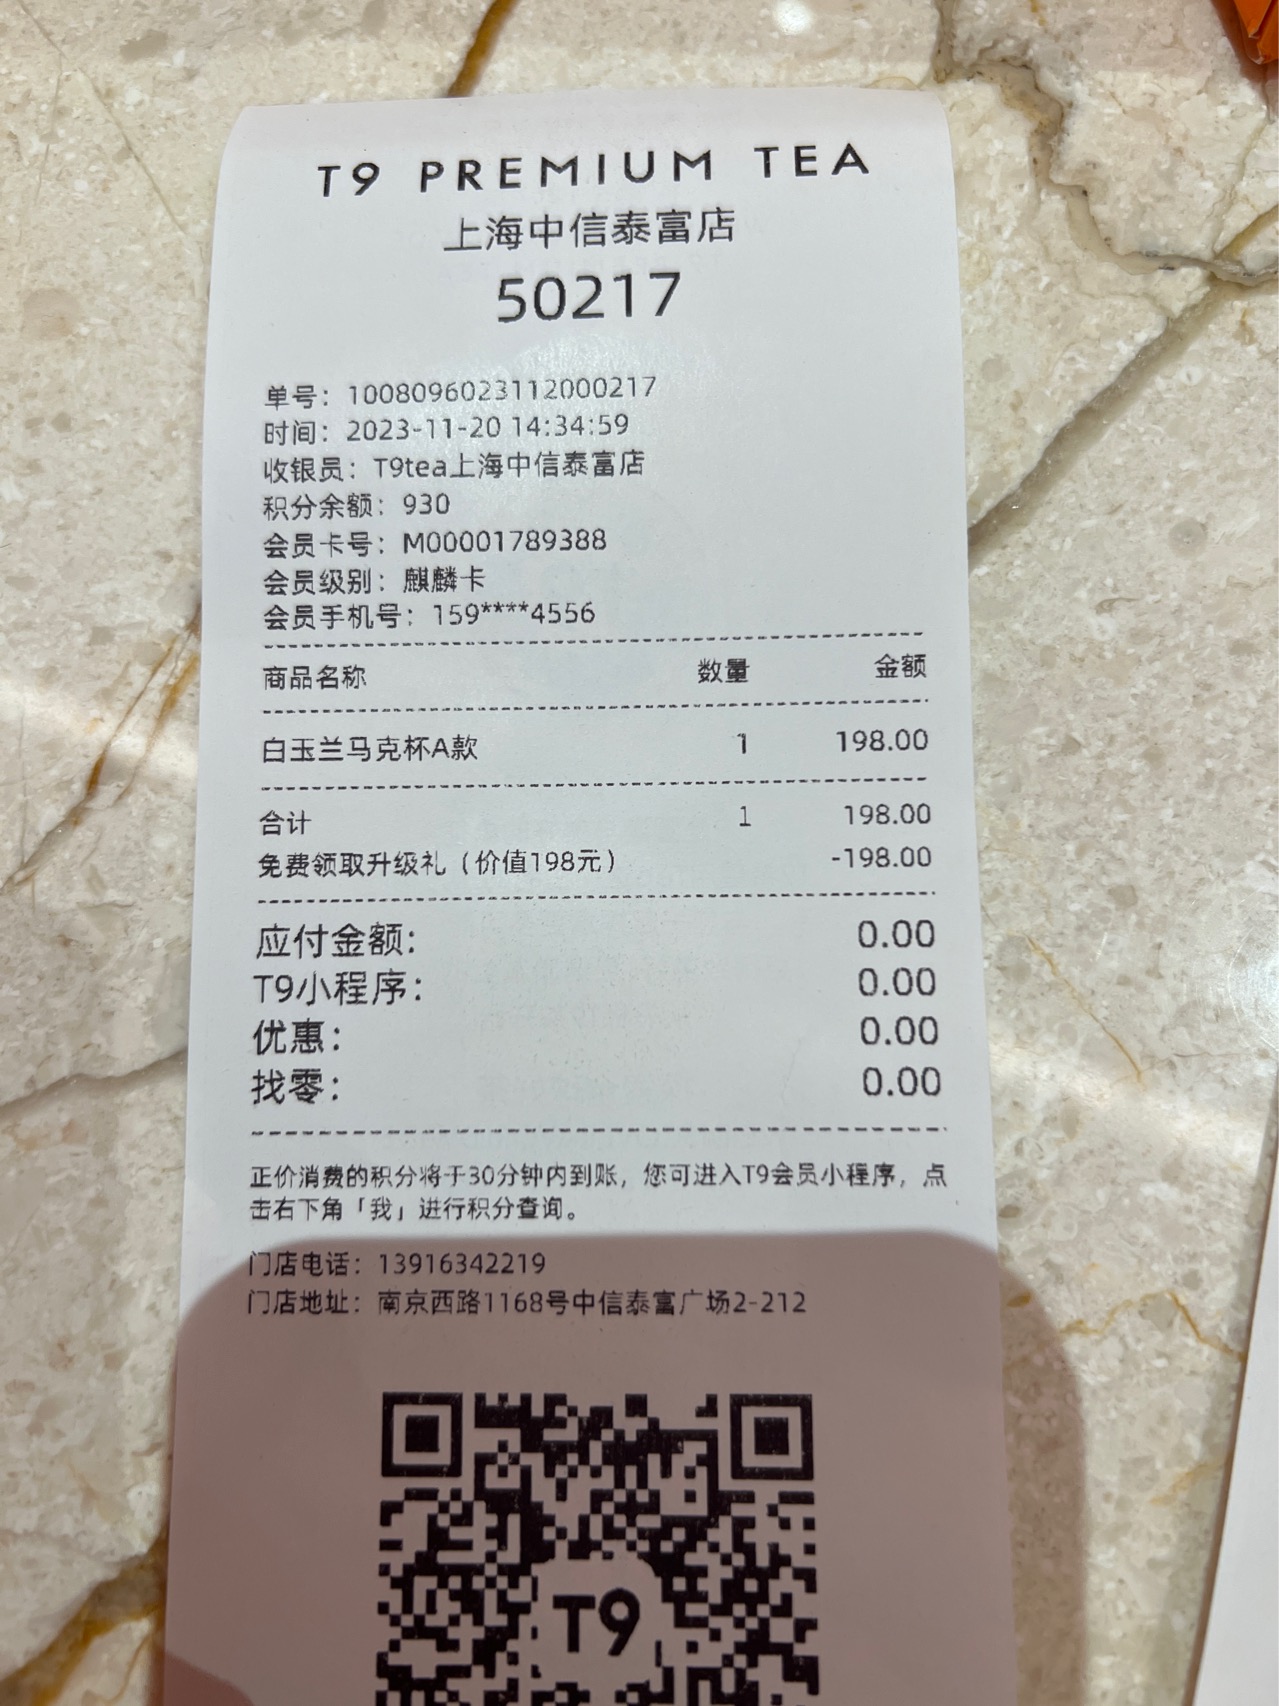 T9 PREMIUM TEA
上海中信泰富店
50217
单号：1008096023112000217
时间：2023-11-20 14:34:59
收银员：T9tea上海中信泰富店
积分余额：930
会员卡号：M00001789388
会员级别：麒麟卡
会员手机号：159****4556
商品名称 数量 金额
白玉兰马克杯A款 1 198.00
合计 1 198.00
免费领取升级礼（价值198元） -198.00
应付金额: 0.00
T9小程序: 0.00
优惠: 0.00
找零: 0.00
正价消费的积分将于30分钟内到账，您可进入T9会员小程序，点
击右下角「我」进行积分查询。
门店电话：13916342219
门店地址：南京西路1168号中信泰富广场2-212
T9